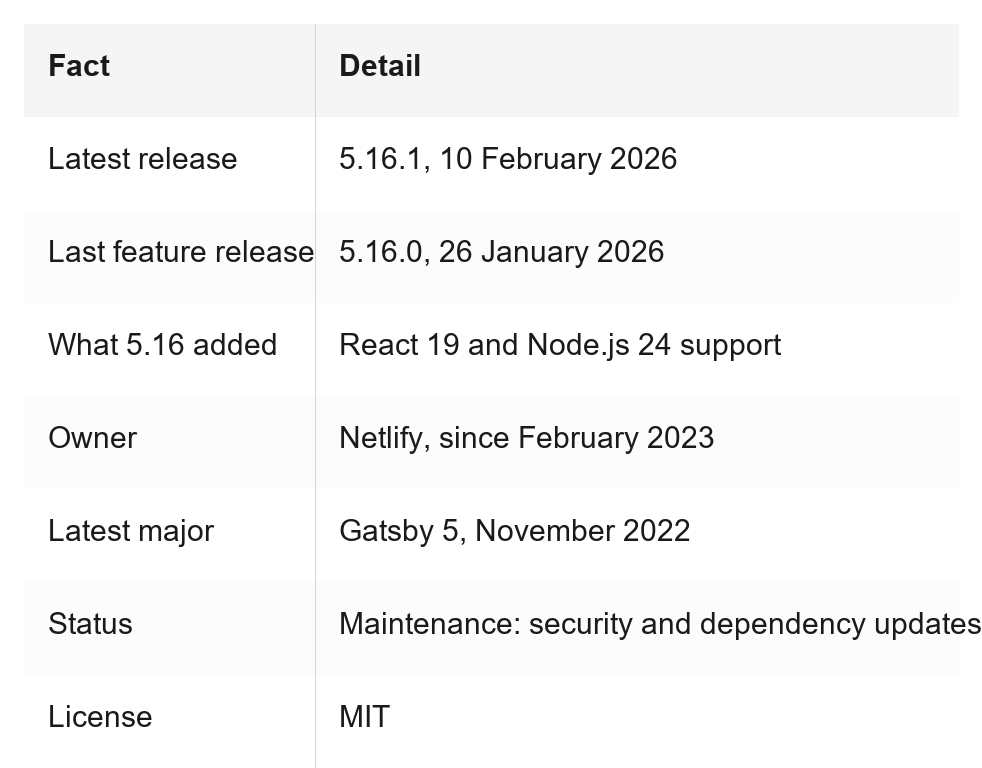 Fact Detail
Latest release 5.16.1, 10 February 2026
Last feature release 5.16.0, 26 January 2026
What 5.16 added React 19 and Node.js 24 support
Owner Netlify, since February 2023
Latest major Gatsby 5, November 2022
Status Maintenance: security and dependency updates
License MIT